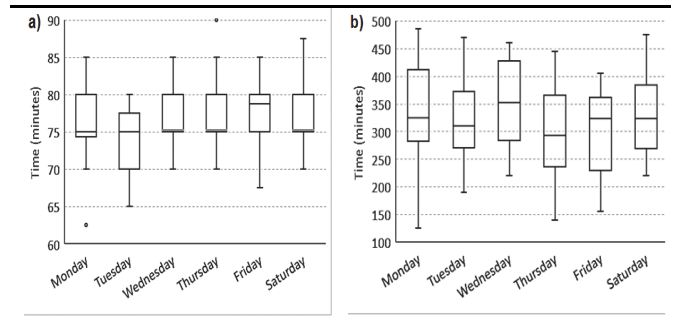 a)
Time (minutes)
90
85
80
75
70
65
60
Monday
Tuesday
Wednesday
Thursday
Friday
Saturday
b)
Time (minutes)
500
450
400
350
300
250
200
150
100
Monday
Tuesday
Wednesday
Thursday
Friday
Saturday